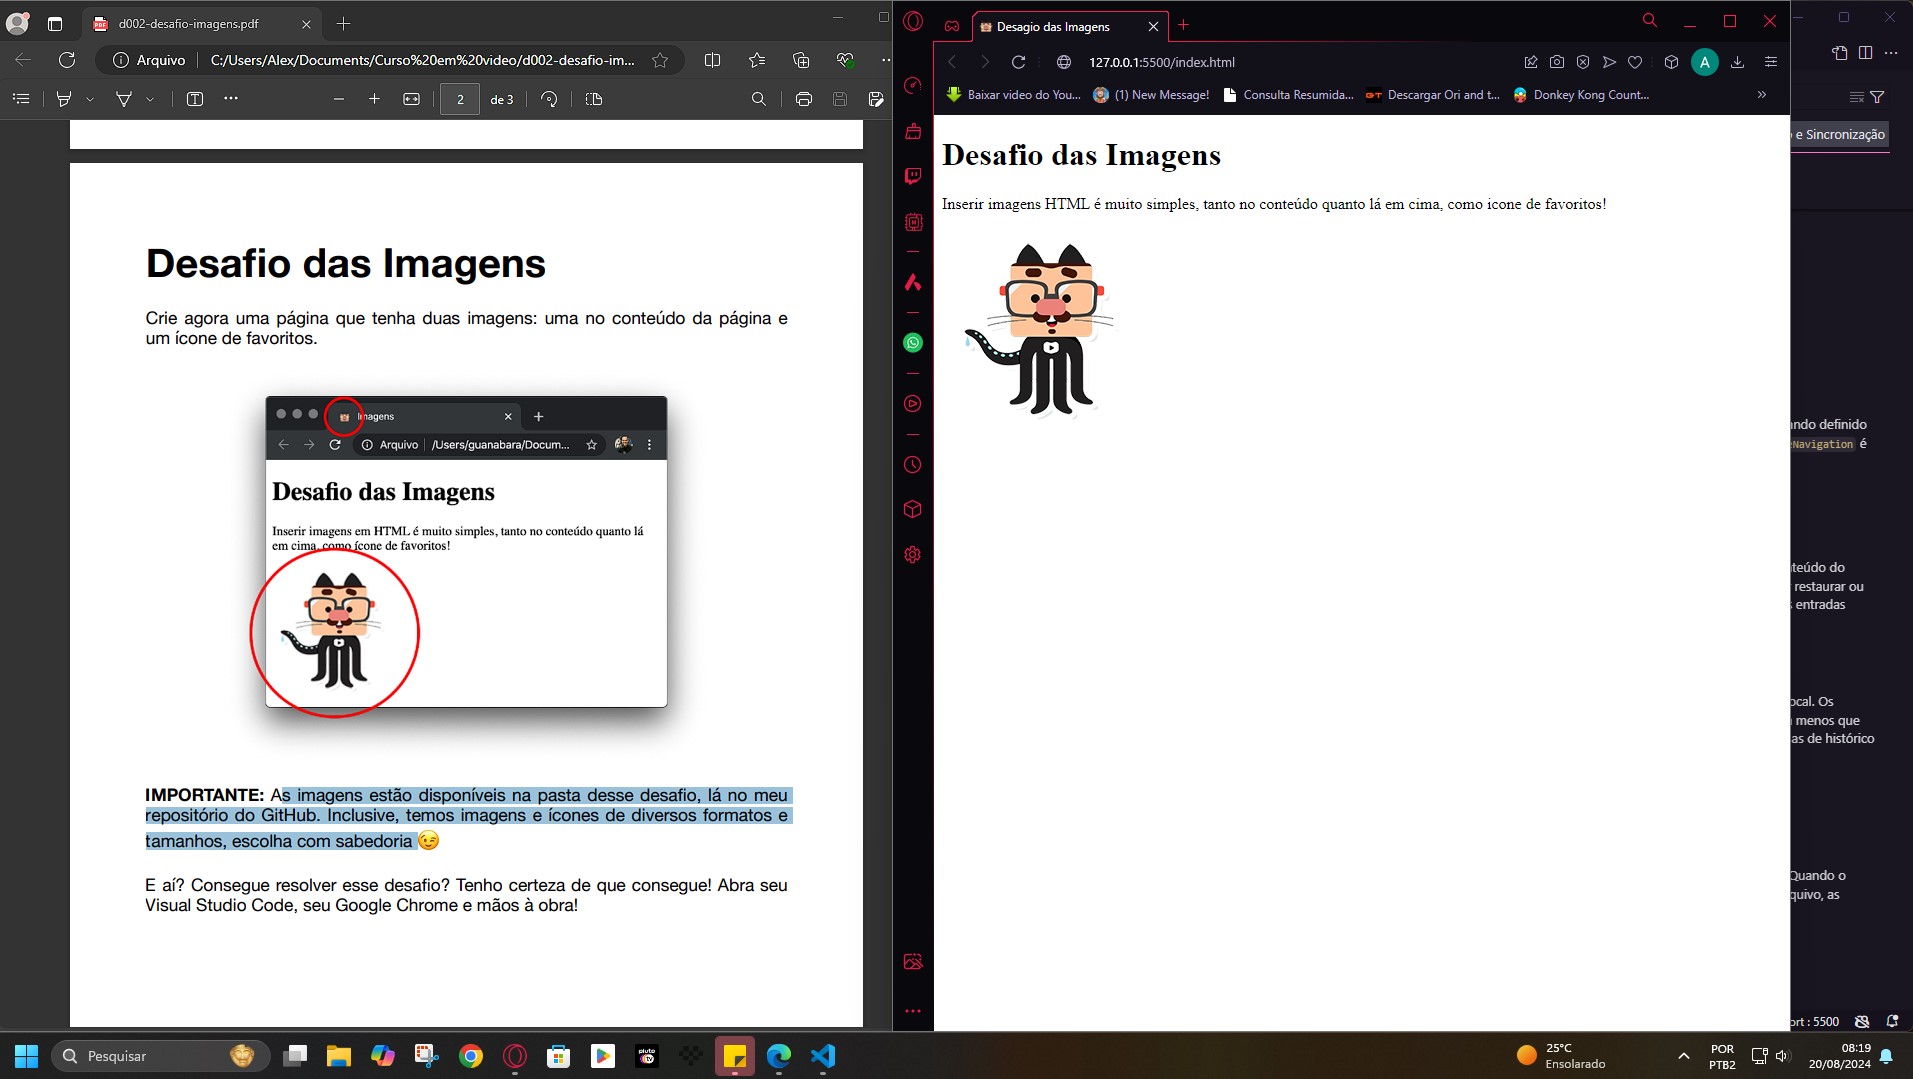 d002-desafio-imagens.pdf
Arquivo
C:/Users/Alex/Documents/Curso%20em%20video/d002-desafio-im...
2
de 3
Desafio das Imagens
Crie agora uma página que tenha duas imagens: uma no conteúdo da página e
um ícone de favoritos.
Imagens
Arquivo
/Users/guanabara/Docum...
Desafio das Imagens
Inserir imagens em HTML é muito simples, tanto no conteúdo quanto lá
em cima, como ícone de favoritos!
IMPORTANTE: As imagens estão disponíveis na pasta desse desafio, lá no meu
repositório do GitHub. Inclusive, temos imagens e ícones de diversos formatos e
tamanhos, escolha com sabedoria 😉
E aí? Consegue resolver esse desafio? Tenho certeza de que consegue! Abra seu
Visual Studio Code, seu Google Chrome e mãos à obra!
Desagio das Imagens
127.0.0.1:5500/index.html
A
Baixar video do You...
(1) New Message!
Consulta Resumida...
Descargar Ori and t...
Donkey Kong Count...
Desafio das Imagens
Inserir imagens HTML é muito simples, tanto no conteúdo quanto lá em cima, como icone de favoritos!
e Sincronização
ndo definido
Navigation é
teúdo do
restaurar ou
entradas
ocal. Os
menos que
as de histórico
Quando o
quivo, as
ort : 5500
Pesquisar
pluto tv
25°C
Ensolarado
POR
PTB2
08:19
20/08/2024